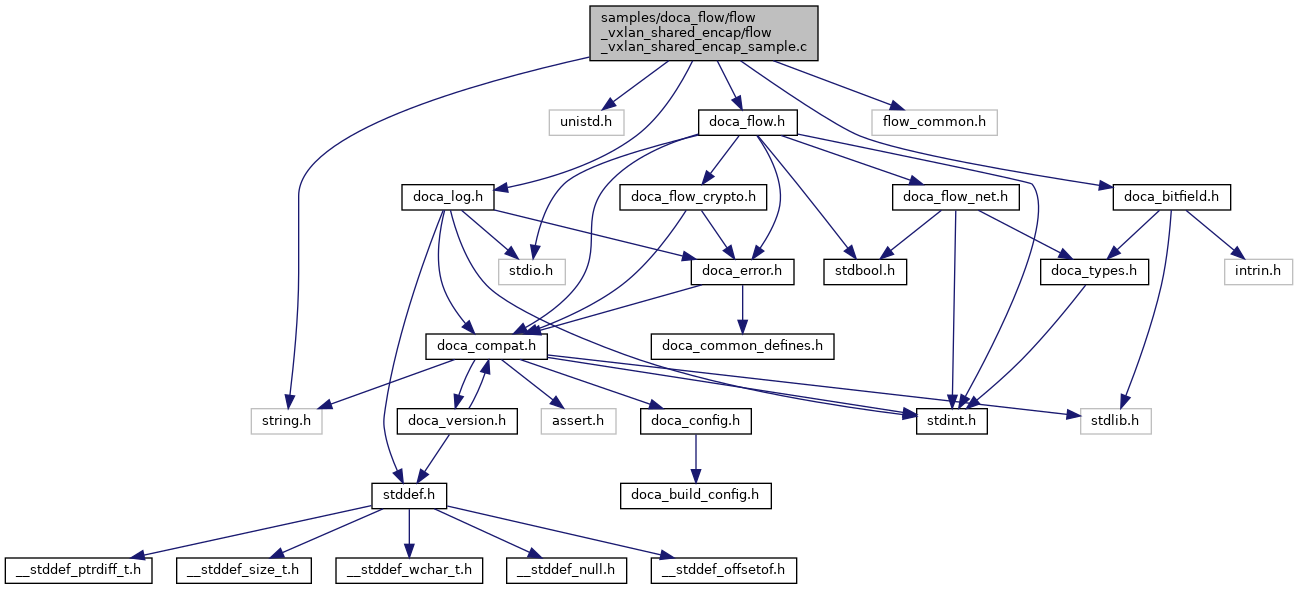 samples/doca_flow/flow
_vxlan_shared_encap/flow
_vxlan_shared_encap_sample.c
unistd.h
doca_flow.h
flow_common.h
doca_log.h
doca_flow_crypto.h
doca_flow_net.h
doca_bitfield.h
stdio.h
doca_error.h
stdbool.h
doca_types.h
intrin.h
doca_compat.h
doca_common_defines.h
string.h
doca_version.h
assert.h
doca_config.h
stdint.h
stdlib.h
stddef.h
doca_build_config.h
__stddef_ptrdiff_t.h
__stddef_size_t.h
__stddef_wchar_t.h
__stddef_null.h
__stddef_offsetof.h